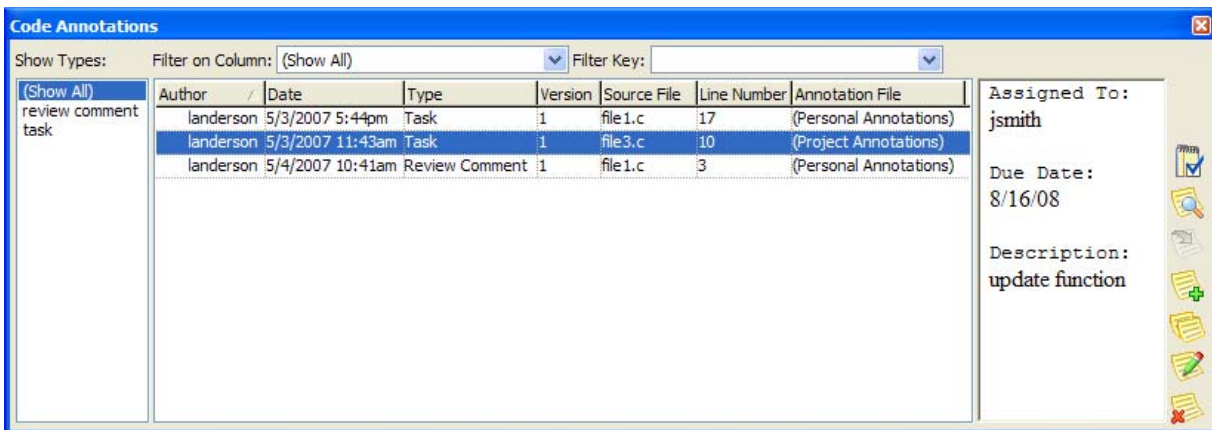 Code Annotations
Show Types: Filter on Column: (Show All) Filter Key:
(Show All)
review comment
task
Author / Date Type Version Source File Line Number Annotation File
landerson 5/3/2007 5:44pm Task 1 file1.c 17 (Personal Annotations)
landerson 5/3/2007 11:43am Task 1 file3.c 10 (Project Annotations)
landerson 5/4/2007 10:41am Review Comment 1 file1.c 3 (Personal Annotations)
Assigned To:
jsmith
Due Date:
8/16/08
Description:
update function